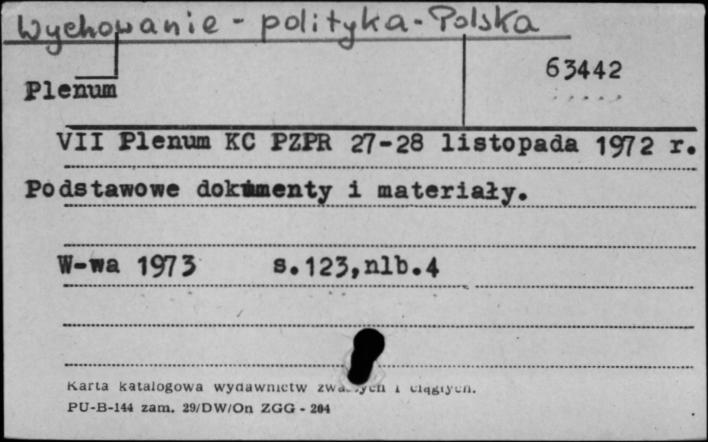 Wychowanie - polityka - Polska
63442
Plenum
VII Plenum KC PZPR 27-28 listopada 1972 r.
Podstawowe dokumenty i materiały.
W-wa 1973 s.123,nlb.4
Karta katalogowa wydawnictw i ciągłych.
PU-B-144 zam. 29/DW/On ZGG - 204